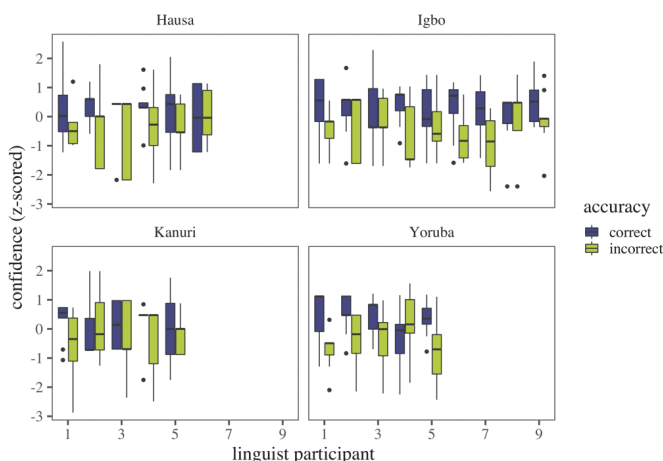 Hausa
Igbo
2
1
0
-1
-2
-3
Kanuri
Yoruba
2
1
0
-1
-2
-3
1
3
5
7
9
1
3
5
7
9
confidence (z-scored)
linguist participant
accuracy
correct
incorrect